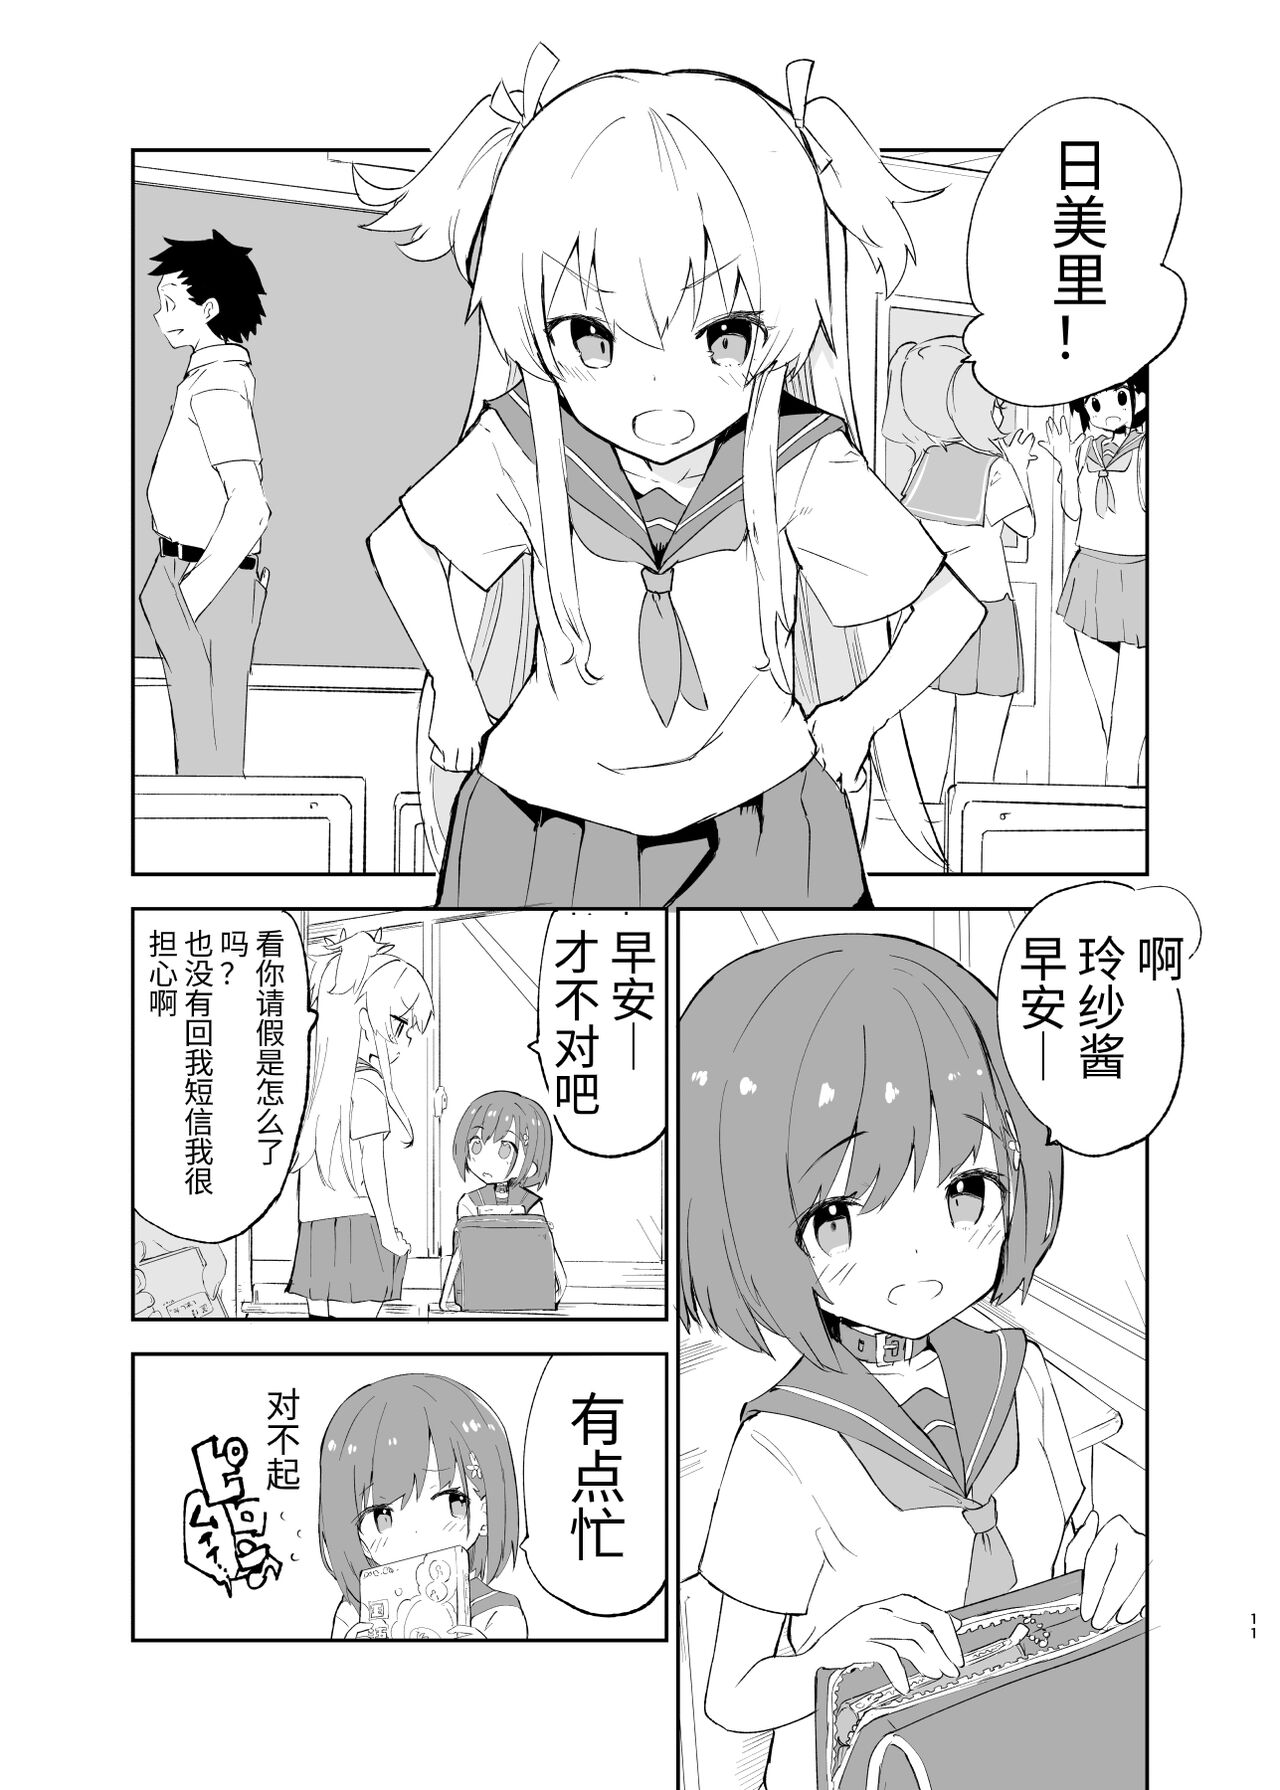 日美里！
啊
玲纱酱
早安—
早安—
才不对吧
看你请假是怎么了
吗？
也没有回我短信我很
担心啊
有点忙
对不起
国
11